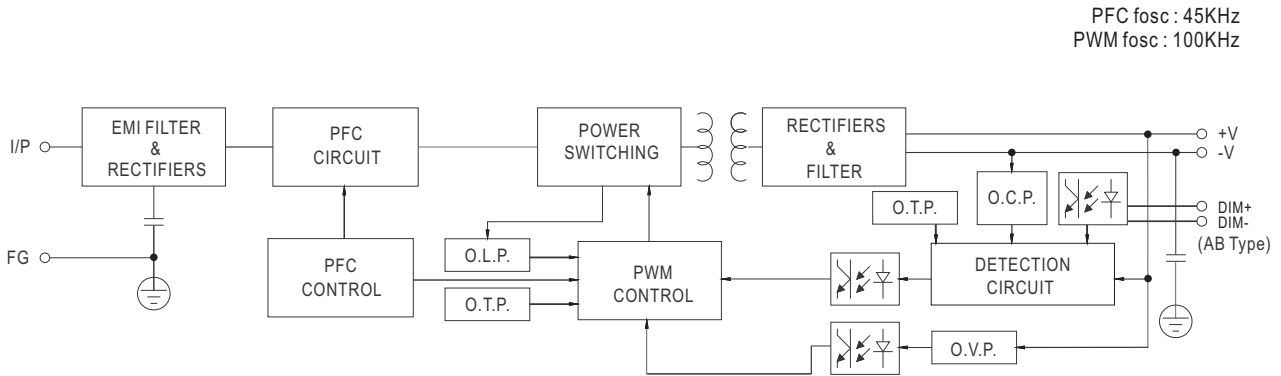 PFC fosc : 45KHz
PWM fosc : 100KHz
I/P
EMI FILTER
&
RECTIFIERS
PFC
CIRCUIT
POWER
SWITCHING
RECTIFIERS
&
FILTER
+V
-V
O.T.P.
O.C.P.
DIM+
DIM-
(AB Type)
FG
PFC
CONTROL
O.L.P.
O.T.P.
PWM
CONTROL
DETECTION
CIRCUIT
O.V.P.